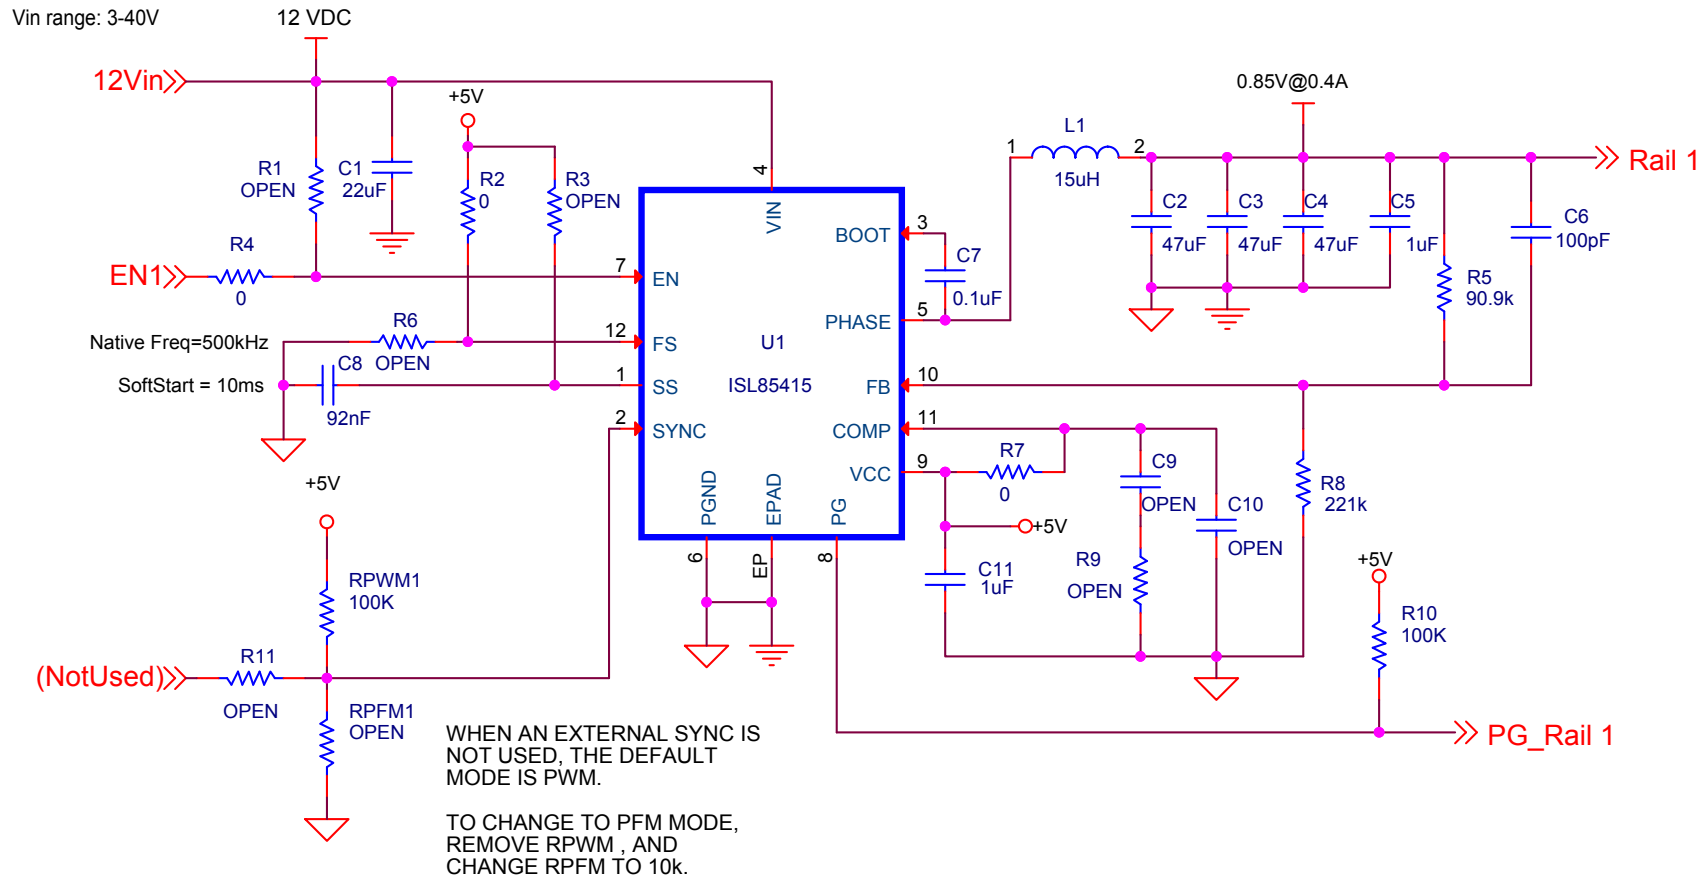 Vin range: 3-40V
12 VDC
12Vin
+5V
0.85V@0.4A
L1
1
2
15uH
Rail 1
R1
OPEN
C1
22uF
R2
0
R3
OPEN
4
VIN
C2
47uF
C3
47uF
C4
47uF
C5
1uF
C6
100pF
R4
0
EN1
7
EN
BOOT
3
C7
0.1uF
R5
90.9k
Native Freq=500kHz
R6
OPEN
12
FS
U1
PHASE
5
SoftStart = 10ms
C8
92nF
1
SS
ISL85415
FB
10
2
SYNC
COMP
11
VCC
9
R7
0
C9
OPEN
C10
OPEN
R8
221k
PGND
EPAD
PG
6
EP
8
+5V
C11
1uF
R9
OPEN
+5V
RPWM1
100K
+5V
R10
100K
(NotUsed)
R11
OPEN
RPFM1
OPEN
PG_Rail 1
WHEN AN EXTERNAL SYNC IS
NOT USED, THE DEFAULT
MODE IS PWM.
TO CHANGE TO PFM MODE,
REMOVE RPWM , AND
CHANGE RPFM TO 10k.